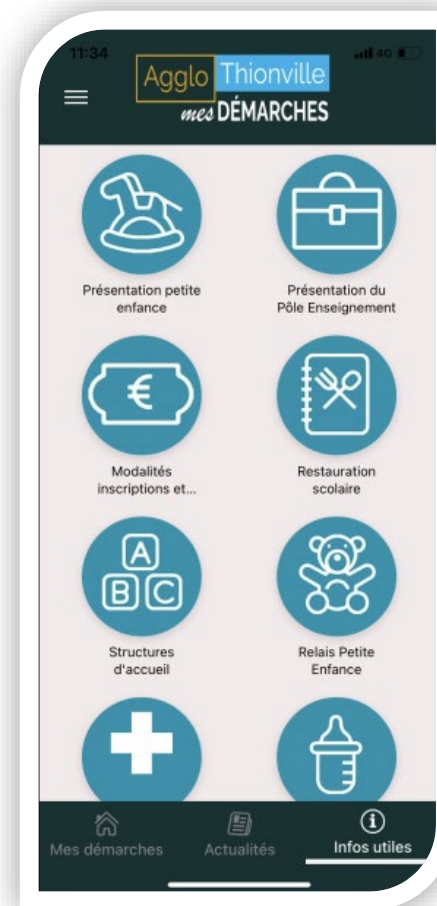 11:34
4G
Agglo Thionville
mes DÉMARCHES
Présentation petite
enfance
Présentation du
Pôle Enseignement
€
Modalités
inscriptions et...
Restauration
scolaire
A
B C
Structures
d'accueil
Relais Petite
Enfance
Mes démarches
Actualités
Infos utiles